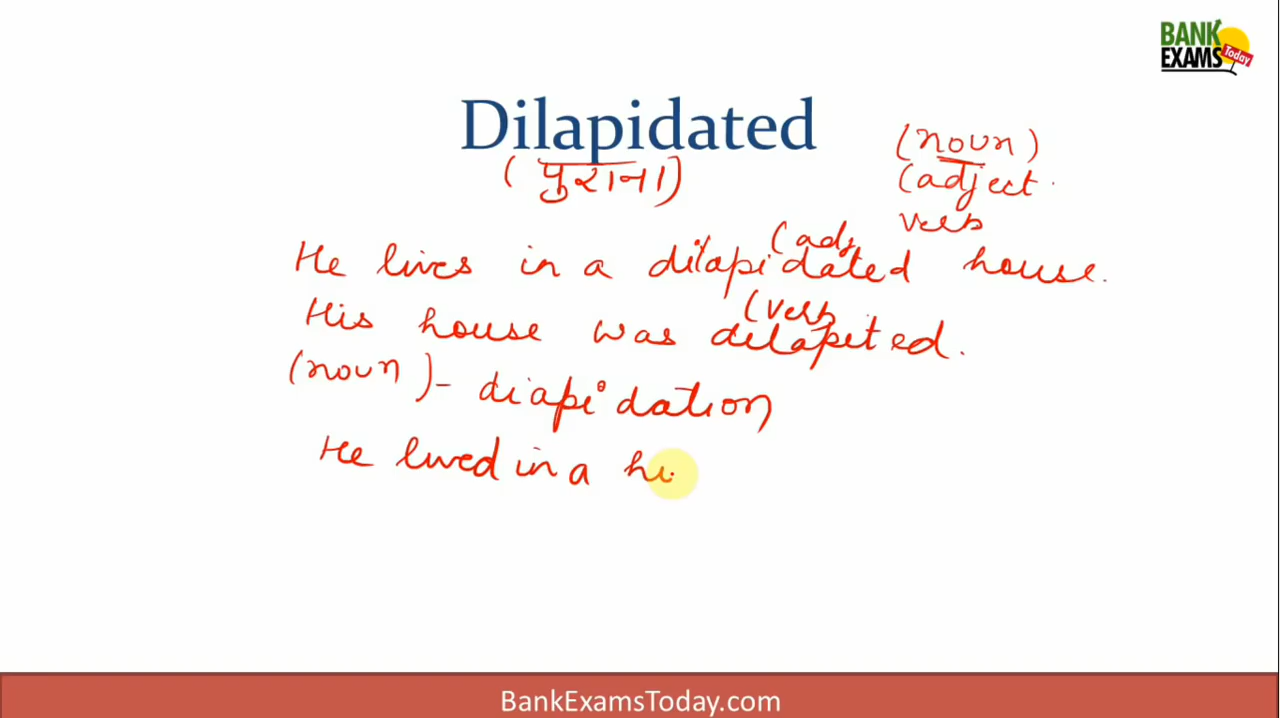 BANK
EXAMS Today
Dilapidated
(पुराना)
(noun)
(adject.
verb
(adj
He lives in a dilapidated house.
(verb
His house was dilapited.
(noun) - diapidation
He lived in a
BankExamsToday.com